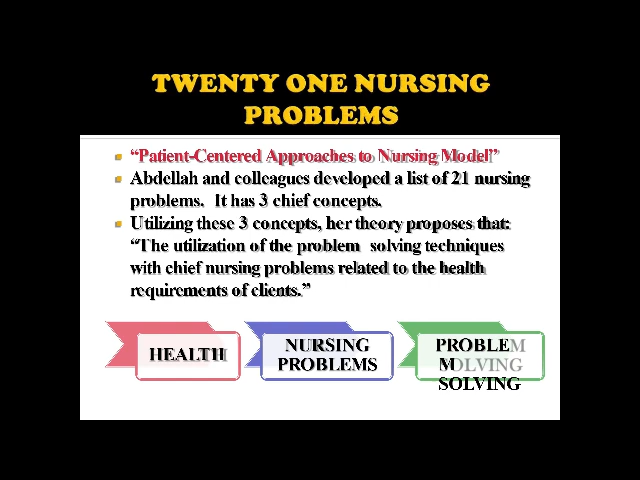 TWENTY ONE NURSING
PROBLEMS
“Patient-Centered Approaches to Nursing Model”
Abdellah and colleagues developed a list of 21 nursing
problems. It has 3 chief concepts.
Utilizing these 3 concepts, her theory proposes that:
“The utilization of the problem solving techniques
with chief nursing problems related to the health
requirements of clients.”
HEALTH
NURSING
PROBLEMS
PROBLEM
SOLVING